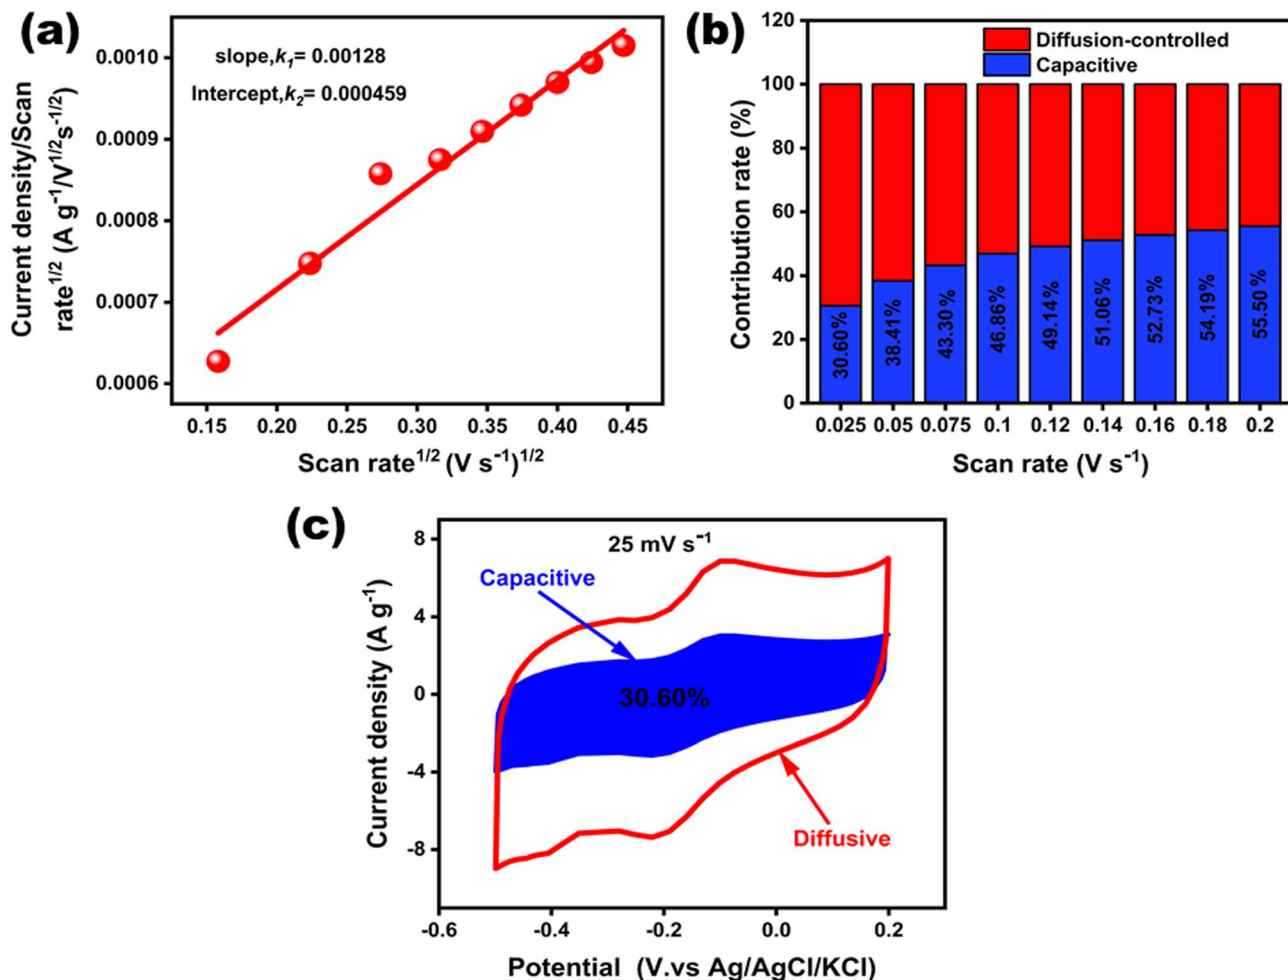 (a)
slope,k1= 0.00128
Intercept,k2= 0.000459
Current density/Scan
rate^1/2 (A g^-1/V^1/2s^-1/2)
0.0010
0.0009
0.0008
0.0007
0.0006
0.15 0.20 0.25 0.30 0.35 0.40 0.45
Scan rate^1/2 (V s^-1)^1/2
(b)
Diffusion-controlled
Capacitive
Contribution rate (%)
120
100
80
60
40
20
0
30.60% 38.41% 43.30% 46.86% 49.14% 51.06% 52.73% 54.19% 55.50%
0.025 0.05 0.075 0.1 0.12 0.14 0.16 0.18 0.2
Scan rate (V s^-1)
(c)
25 mV s^-1
Capacitive
30.60%
Diffusive
Current density (A g^-1)
8
4
0
-4
-8
-0.6 -0.4 -0.2 0.0 0.2
Potential (V.vs Ag/AgCl/KCl)